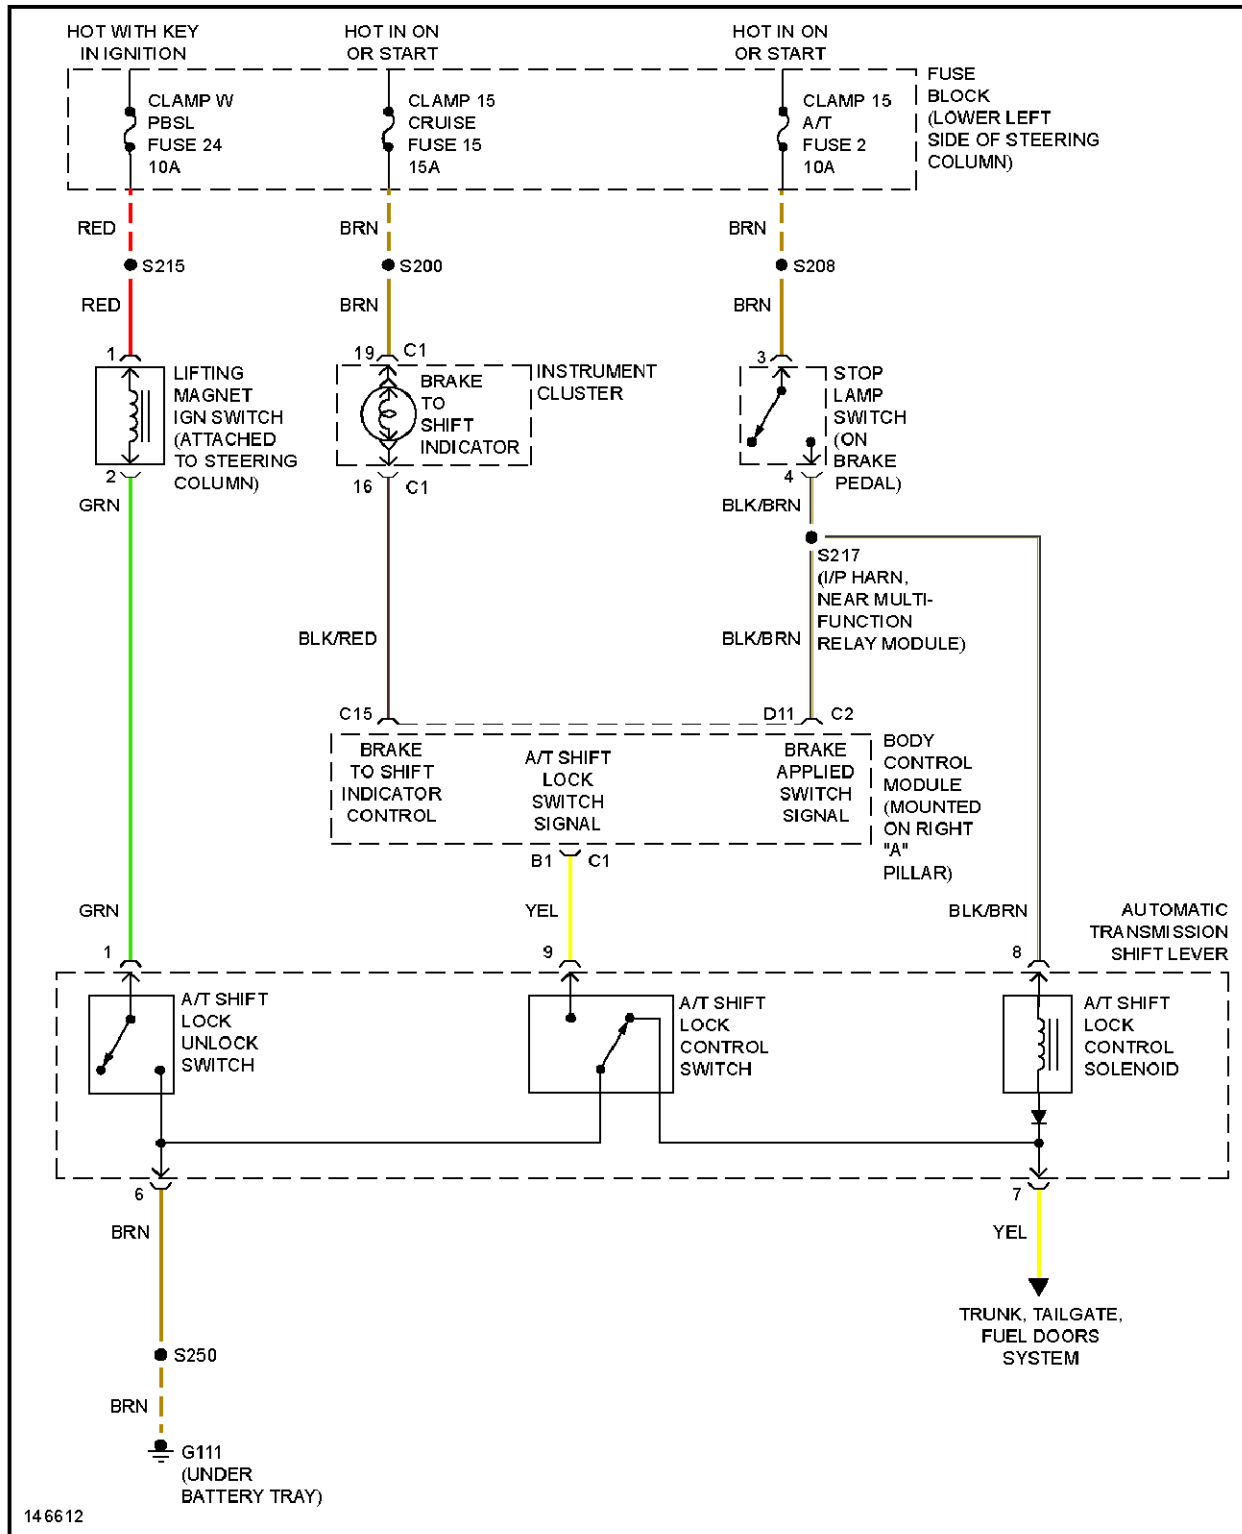 HOT WITH KEY
IN IGNITION
HOT IN ON
OR START
HOT IN ON
OR START
CLAMP W
PBSL
FUSE 24
10A
CLAMP 15
CRUISE
FUSE 15
15A
CLAMP 15
A/T
FUSE 2
10A
FUSE
BLOCK
(LOWER LEFT
SIDE OF STEERING
COLUMN)
RED
BRN
BRN
S215
S200
S208
RED
BRN
BRN
1
19
C1
3
LIFTING
MAGNET
IGN SWITCH
(ATTACHED
TO STEERING
COLUMN)
BRAKE
TO
SHIFT
INDICATOR
INSTRUMENT
CLUSTER
STOP
LAMP
SWITCH
(ON
BRAKE
PEDAL)
2
16
C1
4
GRN
BLK/BRN
S217
(I/P HARN,
NEAR MULTI-
FUNCTION
RELAY MODULE)
BLK/RED
BLK/BRN
C15
D11
C2
BRAKE
TO SHIFT
INDICATOR
CONTROL
A/T SHIFT
LOCK
SWITCH
SIGNAL
BRAKE
APPLIED
SWITCH
SIGNAL
BODY
CONTROL
MODULE
(MOUNTED
ON RIGHT
"A"
PILLAR)
B1
C1
GRN
YEL
BLK/BRN
AUTOMATIC
TRANSMISSION
SHIFT LEVER
1
9
8
A/T SHIFT
LOCK
UNLOCK
SWITCH
A/T SHIFT
LOCK
CONTROL
SWITCH
A/T SHIFT
LOCK
CONTROL
SOLENOID
6
7
BRN
YEL
TRUNK, TAILGATE,
FUEL DOORS
SYSTEM
S250
BRN
G111
(UNDER
BATTERY TRAY)
146612